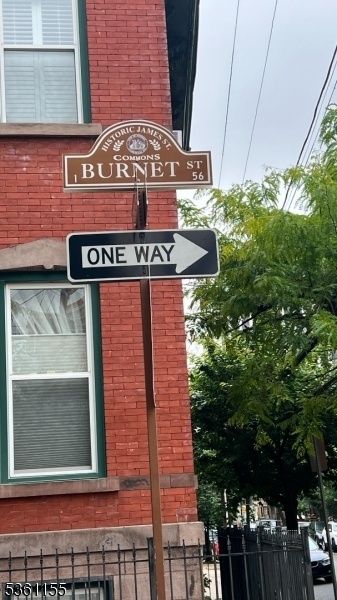 HISTORIC JAMES ST.
COMMONS
1 BURNET ST 56
ONE WAY
5361155